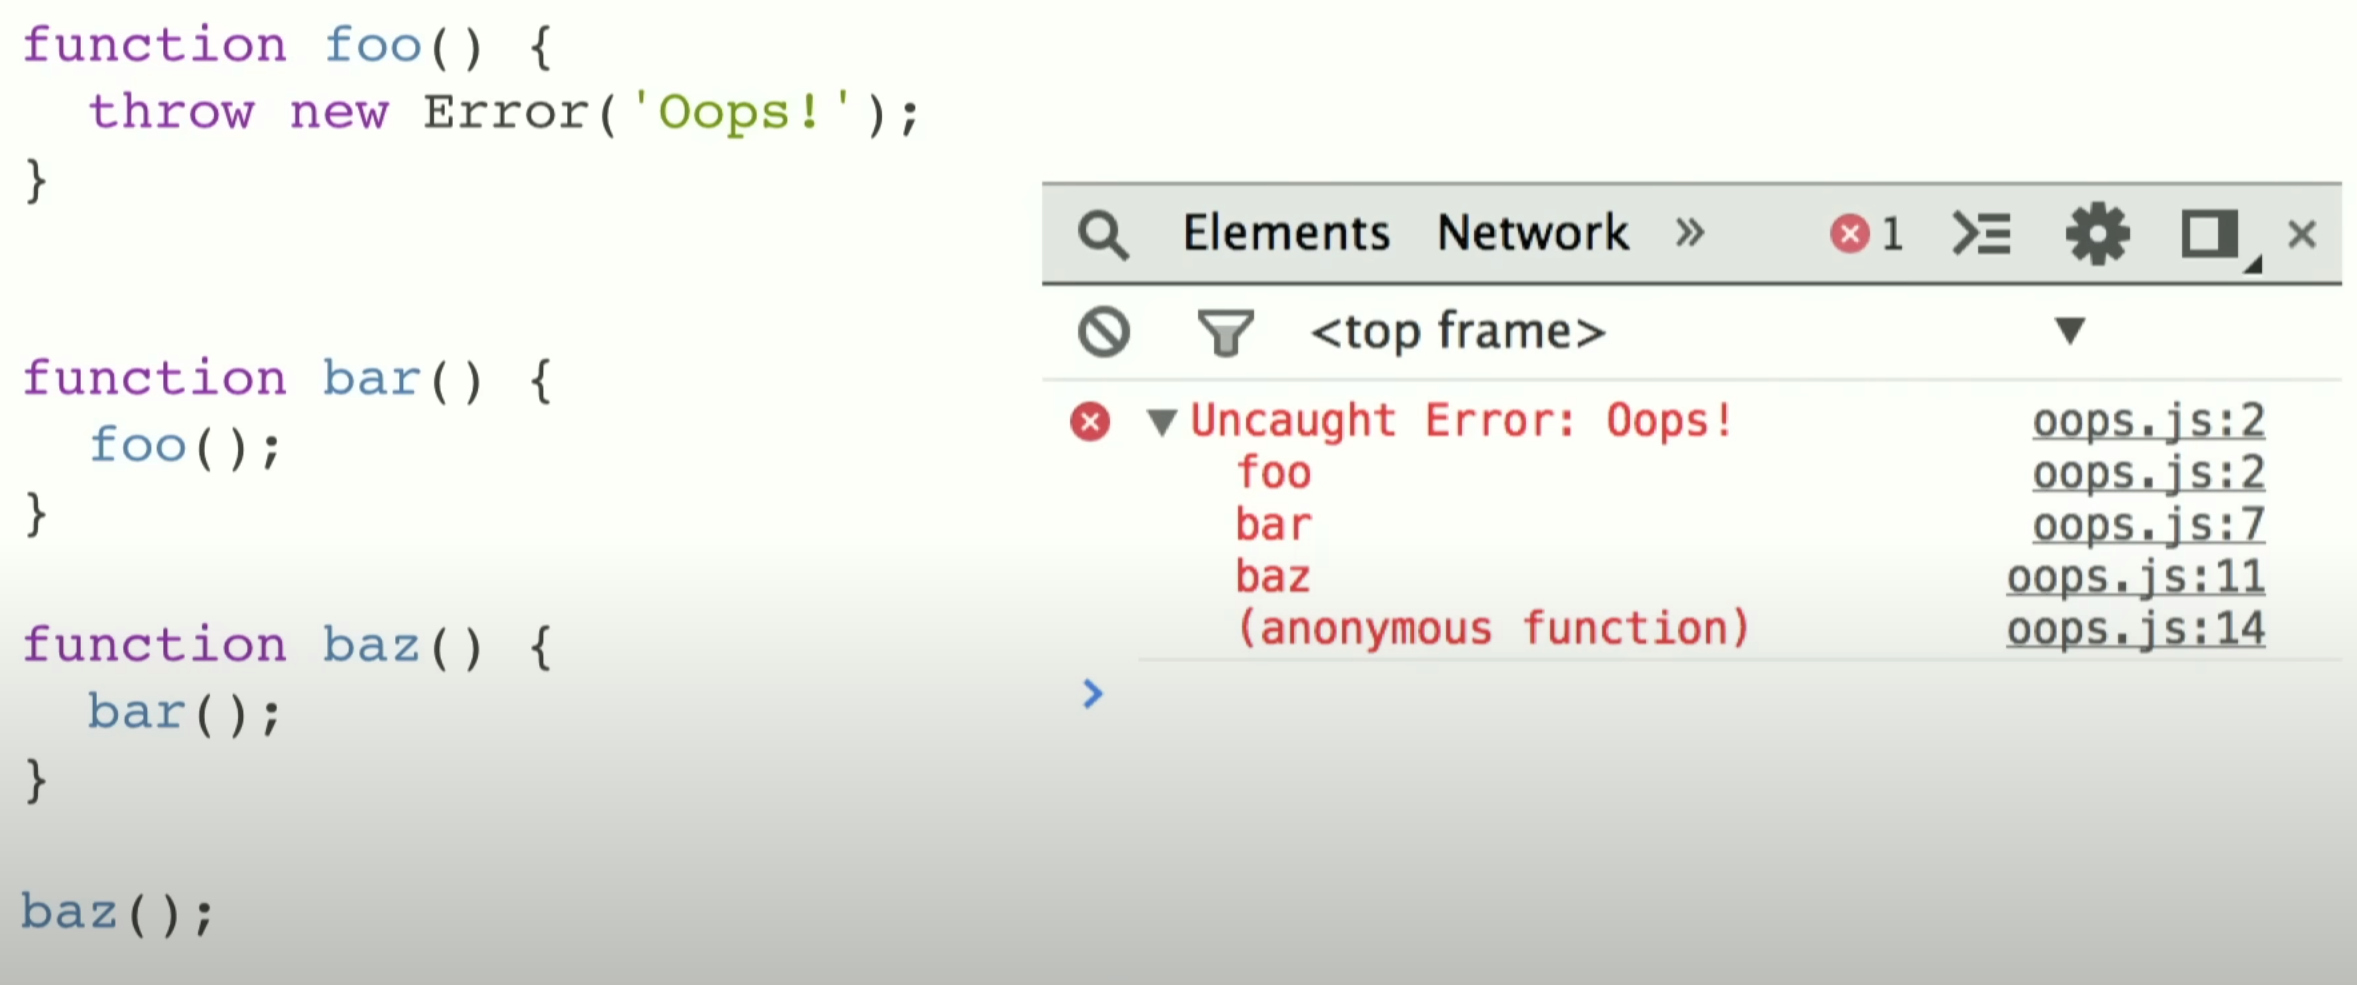 function foo() {
  throw new Error('Oops!');
}
function bar() {
  foo();
}
function baz() {
  bar();
}
baz();
Elements Network » 1
<top frame>
Uncaught Error: Oops! oops.js:2
foo oops.js:2
bar oops.js:7
baz oops.js:11
(anonymous function) oops.js:14